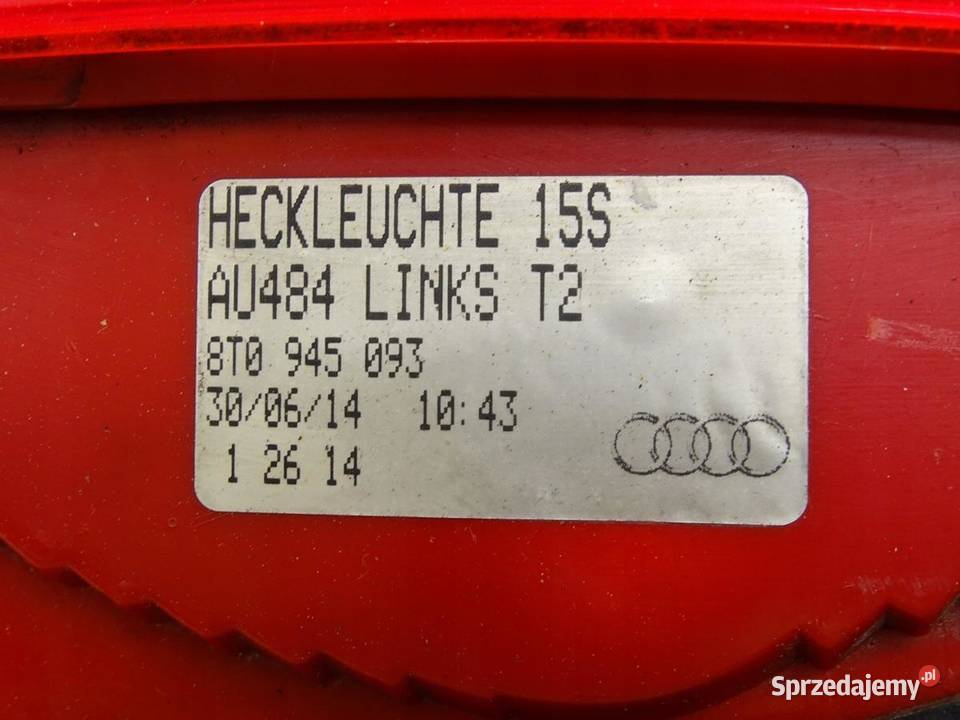 HECKLEUCHTE 15S
AU484 LINKS T2
8T0 945 093
30/06/14 10:43
1 26 14
Sprzedajemy.pl